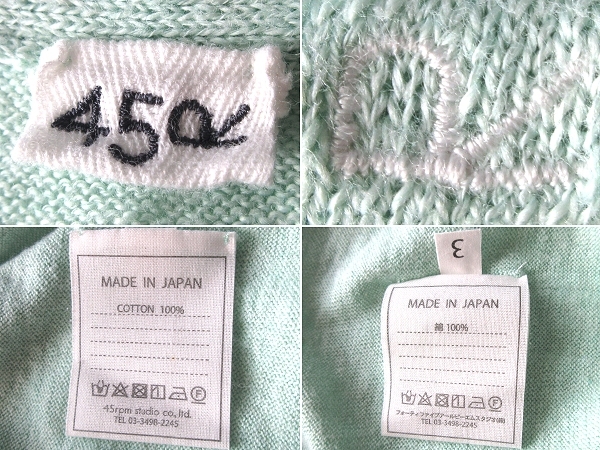 45R
R
MADE IN JAPAN
COTTON 100%
45rpm studio co.,ltd.
TEL 03-3498-2245
3
MADE IN JAPAN
綿 100%
フォーティファイブアールピーエムスタジオ(株)
TEL 03-3498-2245